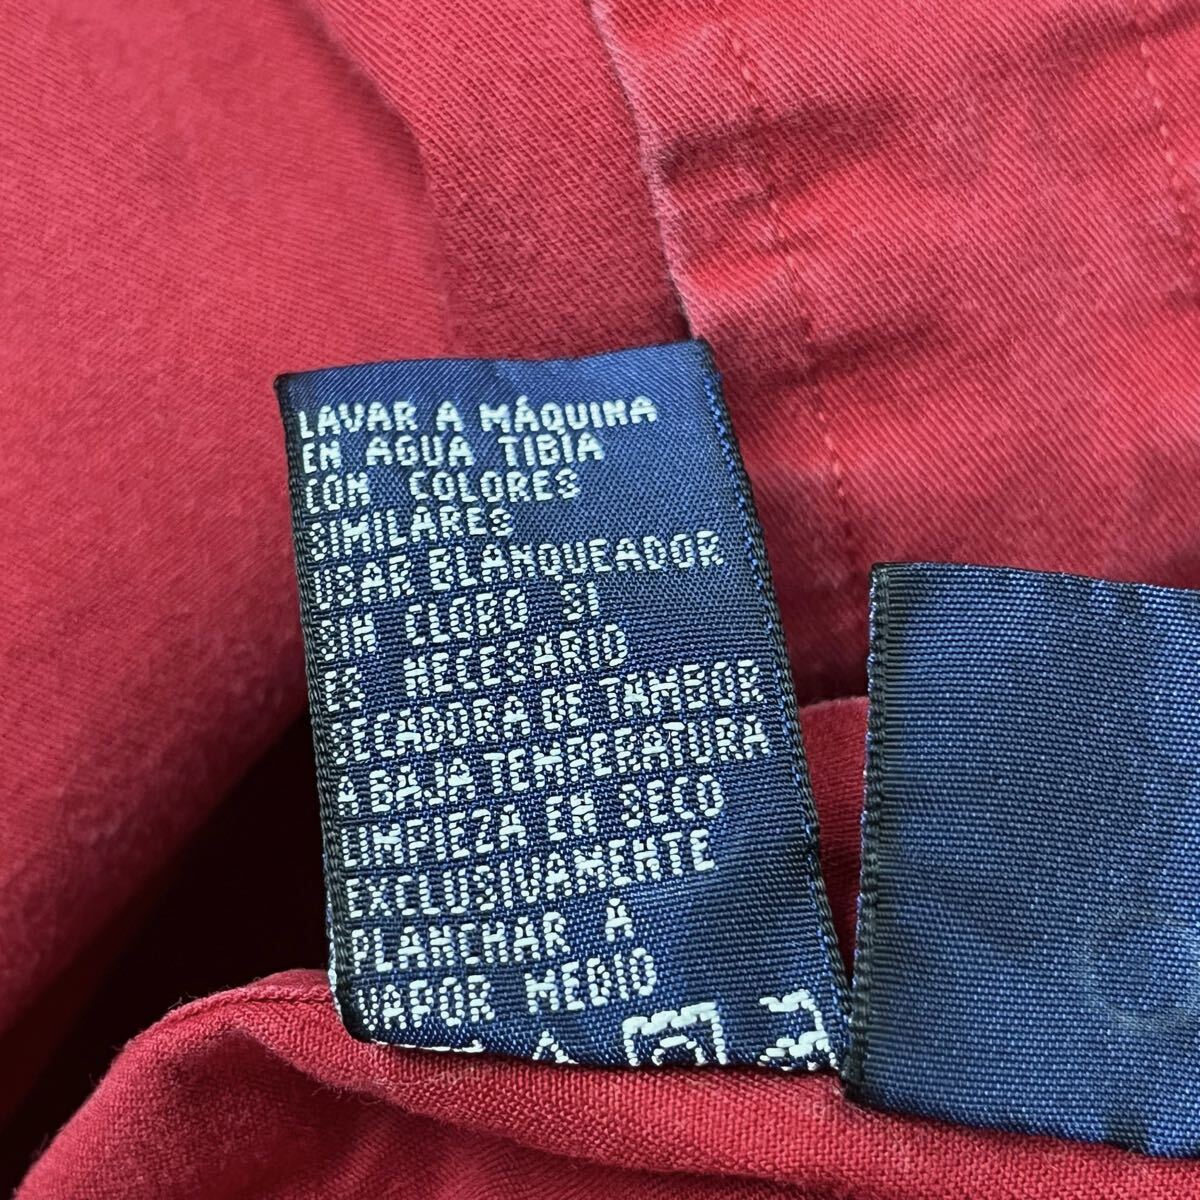 LAVAR A MÁQUINA
EN AGUA TIBIA
CON COLORES
SIMILARES
USAR BLANQUEADOR
SIN CLORO SI
ES NECESARIO
SECADORA DE TAMBOR
A BAJA TEMPERATURA
LIMPIEZA EN SECO
EXCLUSIVAMENTE
PLANCHAR A
VAPOR MEDIO